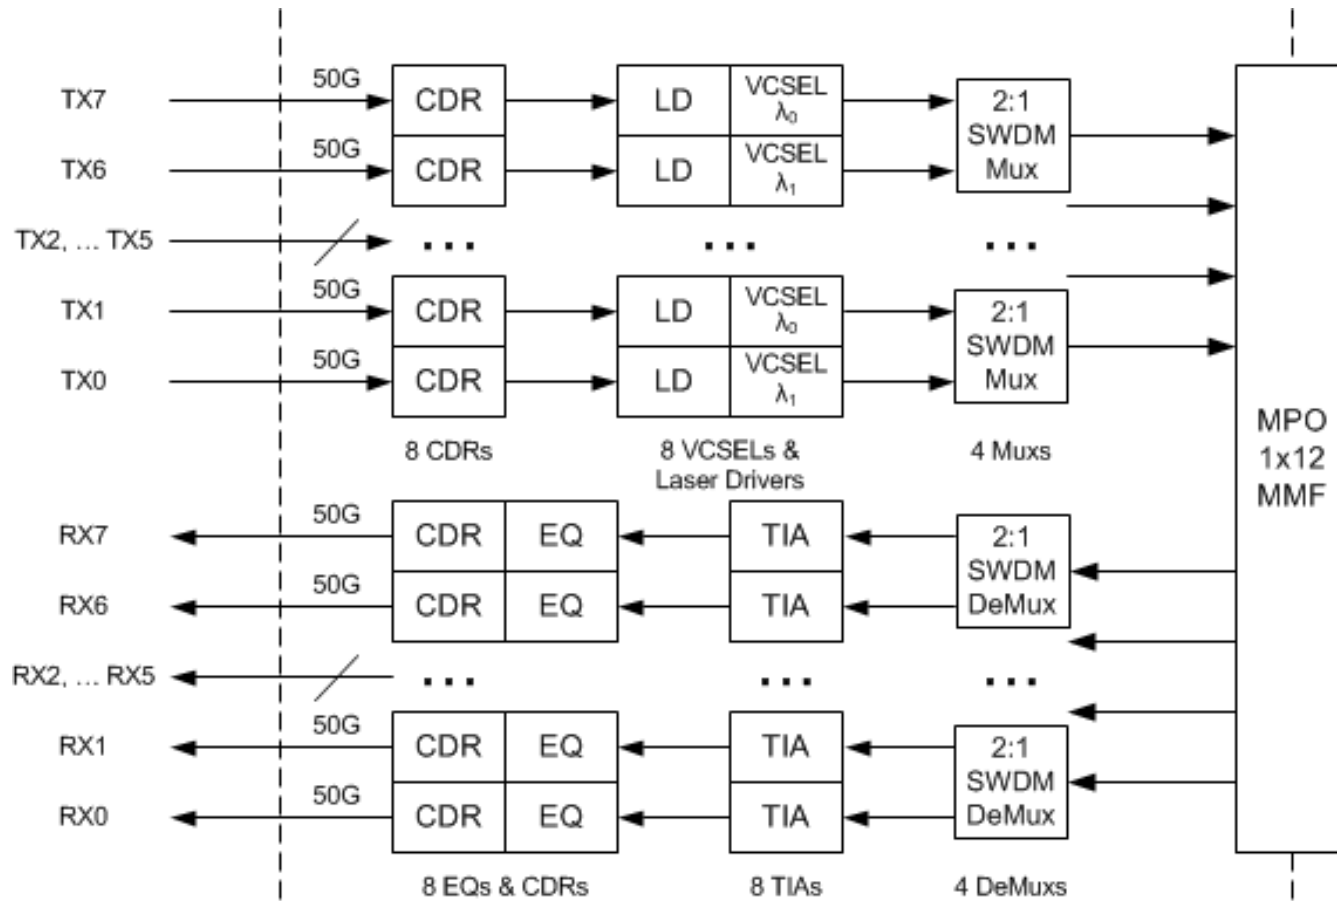 TX7
50G
CDR
LD
VCSEL
λ0
2:1
SWDM
Mux
TX6
50G
CDR
LD
VCSEL
λ1
TX2, ... TX5
...
...
...
TX1
50G
CDR
LD
VCSEL
λ0
2:1
SWDM
Mux
TX0
50G
CDR
LD
VCSEL
λ1
8 CDRs
8 VCSELs &
Laser Drivers
4 Muxs
MPO
1x12
MMF
RX7
50G
CDR
EQ
TIA
2:1
SWDM
DeMux
RX6
50G
CDR
EQ
TIA
RX2, ... RX5
...
...
...
RX1
50G
CDR
EQ
TIA
2:1
SWDM
DeMux
RX0
50G
CDR
EQ
TIA
8 EQs & CDRs
8 TIAs
4 DeMuxs